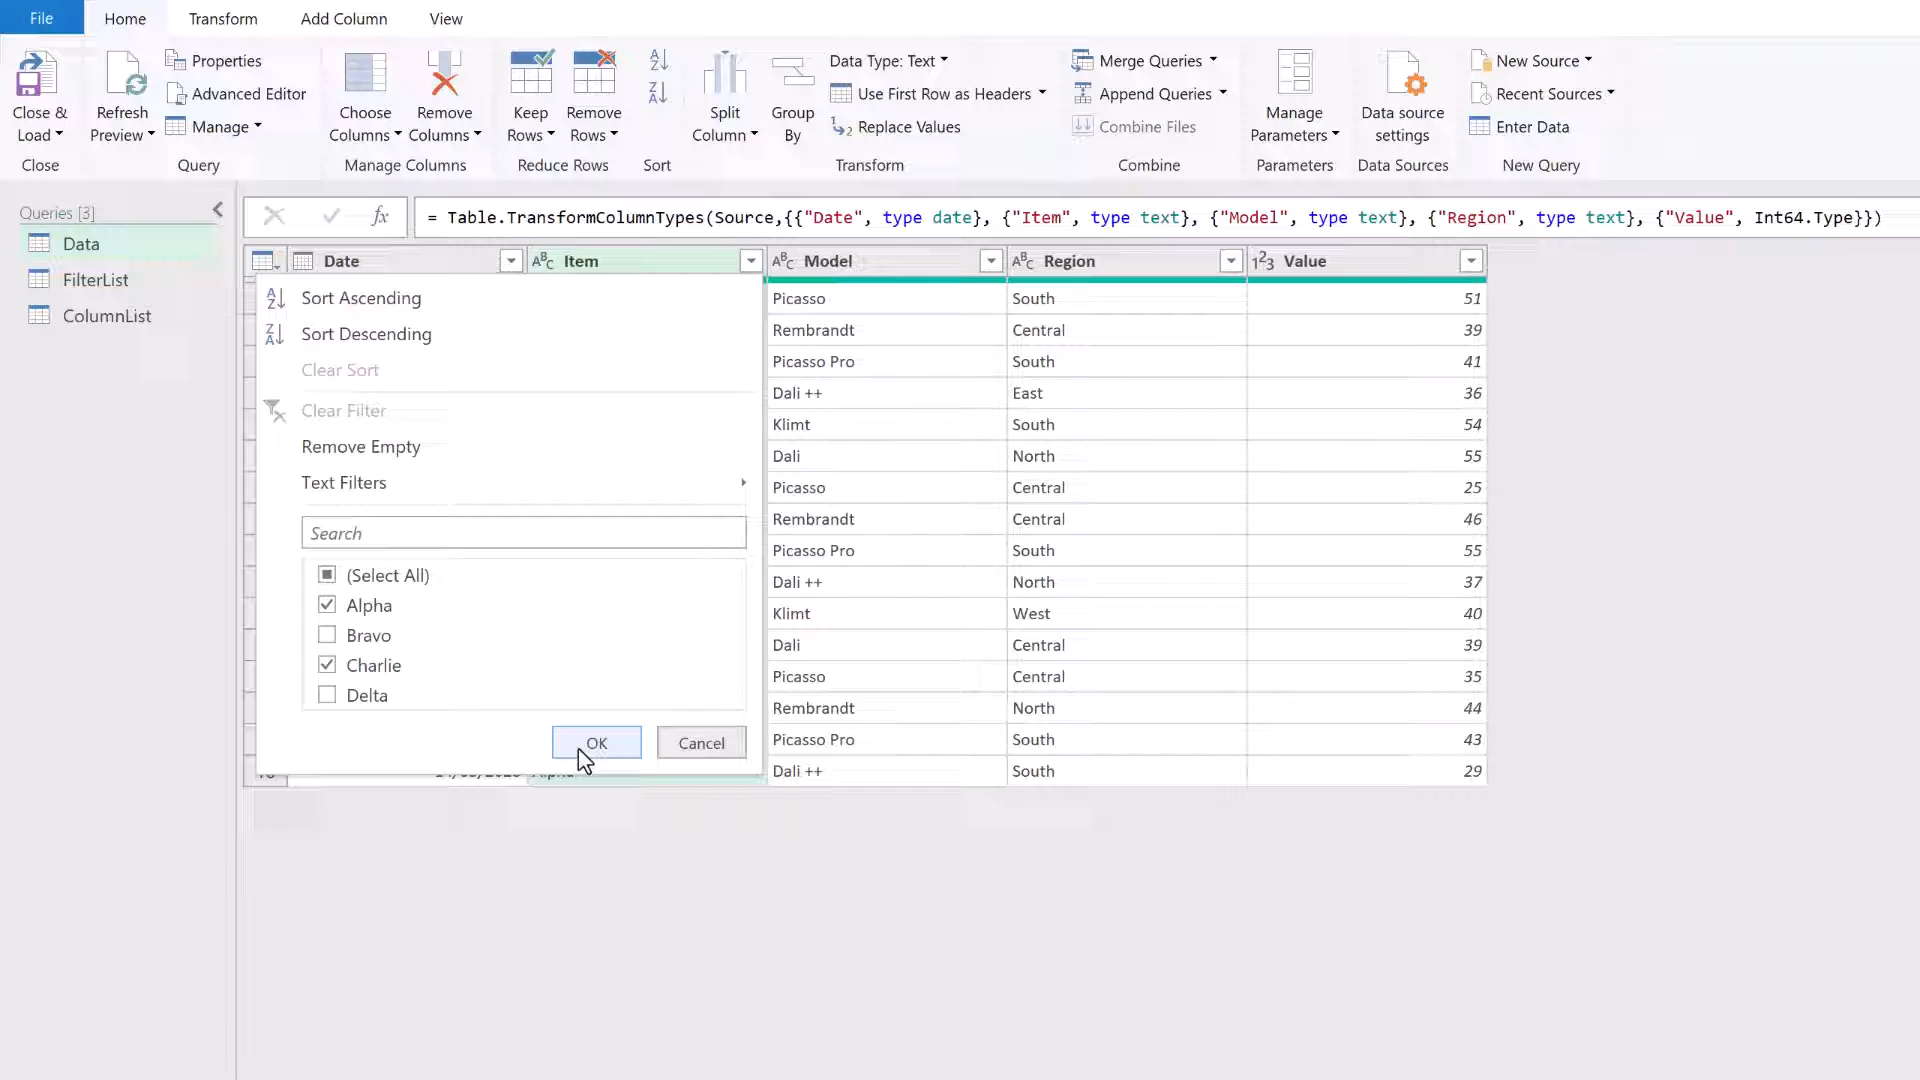 File Home Transform Add Column View
Close & Load Refresh Preview Properties Advanced Editor Manage Choose Columns Remove Columns Keep Rows Remove Rows Split Column Group By Data Type: Text Use First Row as Headers Replace Values Merge Queries Append Queries Combine Files Manage Parameters Data source settings New Source Recent Sources Enter Data
Close Query Manage Columns Reduce Rows Sort Transform Combine Parameters Data Sources New Query
Queries [3]
Data
FilterList
ColumnList
fx = Table.TransformColumnTypes(Source,{{"Date", type date}, {"Item", type text}, {"Model", type text}, {"Region", type text}, {"Value", Int64.Type}})
Date ABC Item ABC Model ABC Region 123 Value
Sort Ascending
Sort Descending
Clear Sort
Clear Filter
Remove Empty
Text Filters
Search
(Select All)
Alpha
Bravo
Charlie
Delta
OK Cancel
Picasso South 51
Rembrandt Central 39
Picasso Pro South 41
Dali ++ East 36
Klimt South 54
Dali North 55
Picasso Central 25
Rembrandt Central 46
Picasso Pro South 55
Dali ++ North 37
Klimt West 40
Dali Central 39
Picasso Central 35
Rembrandt North 44
Picasso Pro South 43
Dali ++ South 29